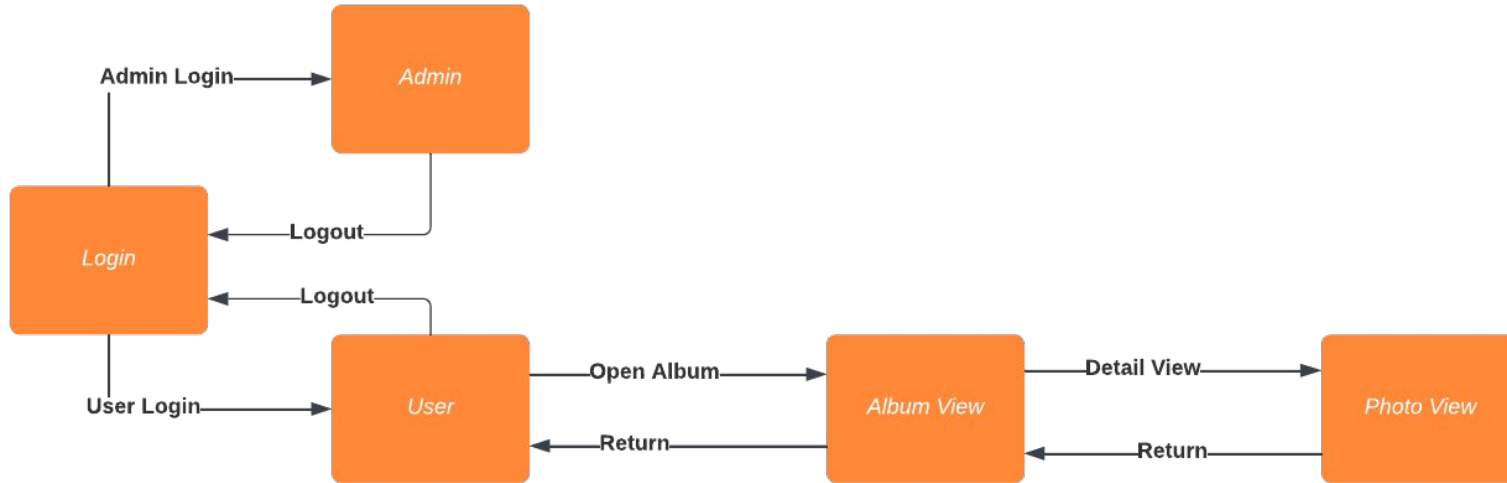 Admin Login
Admin
Logout
Login
Logout
User Login
User
Open Album
Return
Album View
Detail View
Return
Photo View